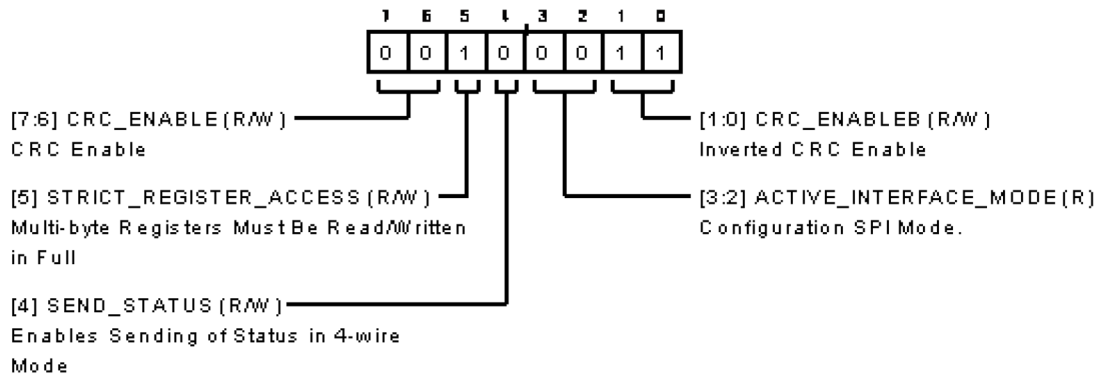 7 6 5 4 3 2 1 0
0 0 1 0 0 0 1 1
[7:6] CRC_ENABLE (R/W)
CRC Enable
[5] STRICT_REGISTER_ACCESS (R/W)
Multi-byte Registers Must Be Read/Written
in Full
[4] SEND_STATUS (R/W)
Enables Sending of Status in 4-wire
Mode
[1:0] CRC_ENABLEB (R/W)
Inverted CRC Enable
[3:2] ACTIVE_INTERFACE_MODE (R)
Configuration SPI Mode.